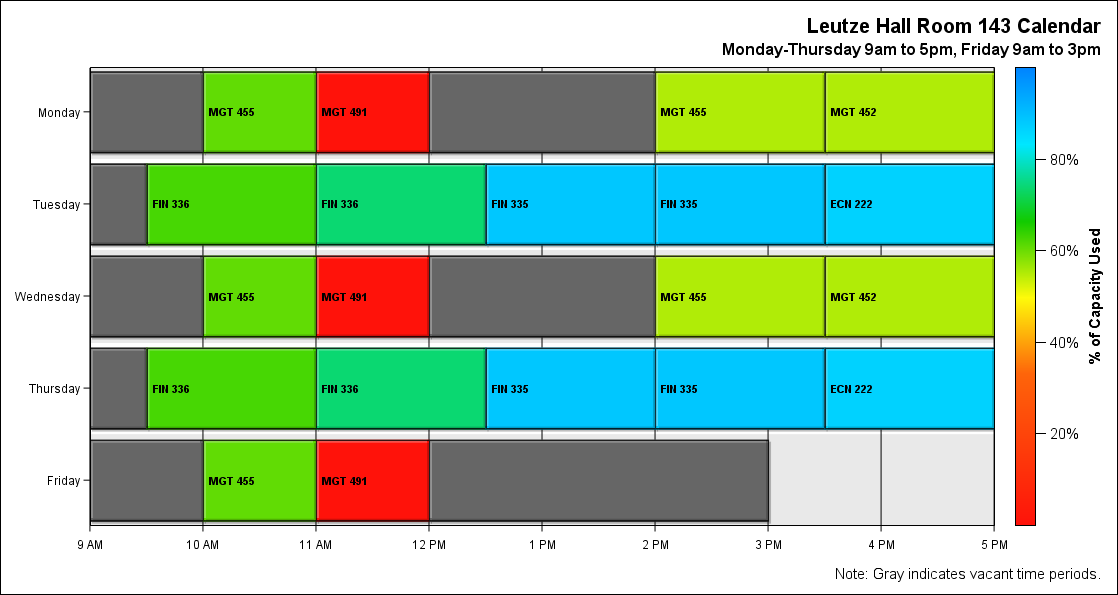 Leutze Hall Room 143 Calendar
Monday-Thursday 9am to 5pm, Friday 9am to 3pm
Monday
MGT 455
MGT 491
MGT 455
MGT 452
Tuesday
FIN 336
FIN 336
FIN 335
FIN 335
ECN 222
Wednesday
MGT 455
MGT 491
MGT 455
MGT 452
Thursday
FIN 336
FIN 336
FIN 335
FIN 335
ECN 222
Friday
MGT 455
MGT 491
9 AM
10 AM
11 AM
12 PM
1 PM
2 PM
3 PM
4 PM
5 PM
80%
60%
40%
20%
% of Capacity Used
Note: Gray indicates vacant time periods.